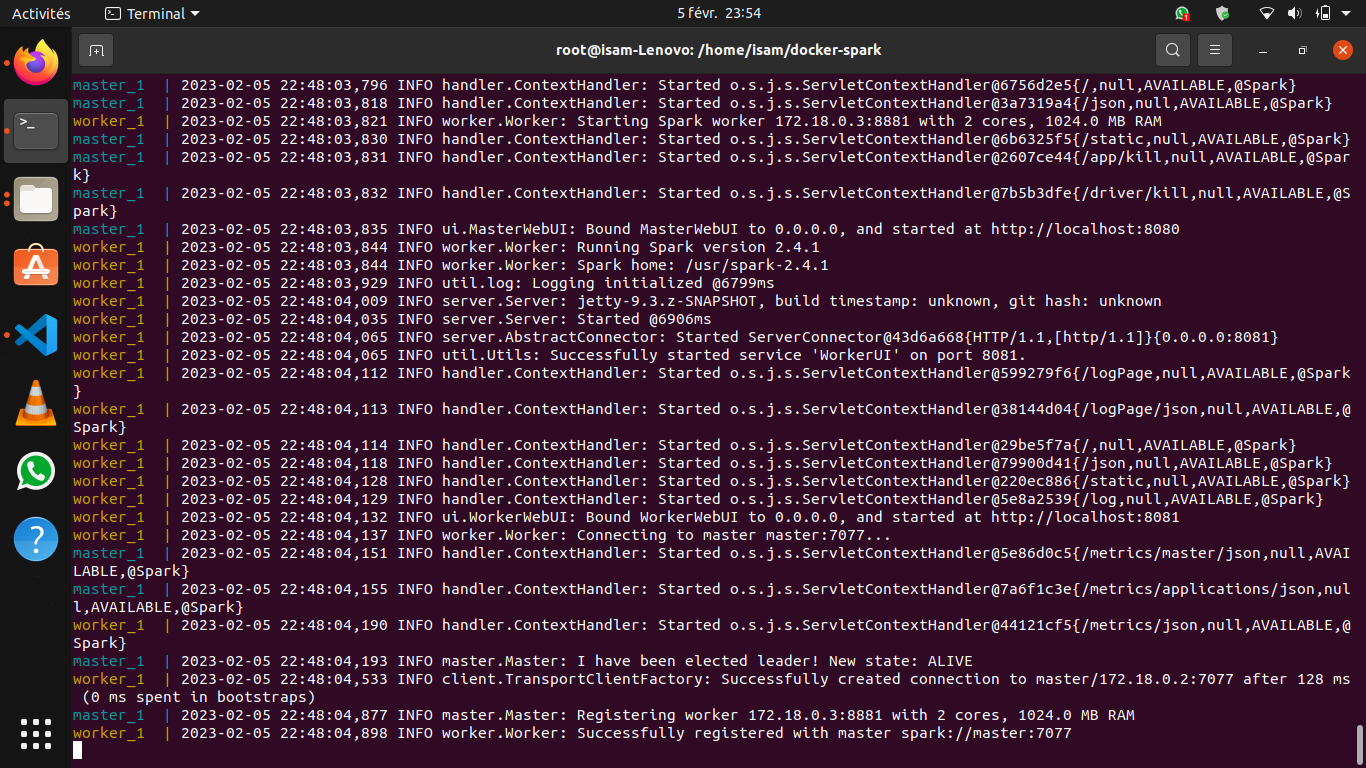 Activités
Terminal
5 févr. 23:54
1
root@isam-Lenovo: /home/isam/docker-spark
master_1  | 2023-02-05 22:48:03,796 INFO handler.ContextHandler: Started o.s.j.s.ServletContextHandler@6756d2e5{/,null,AVAILABLE,@Spark}
master_1  | 2023-02-05 22:48:03,818 INFO handler.ContextHandler: Started o.s.j.s.ServletContextHandler@3a7319a4{/json,null,AVAILABLE,@Spark}
worker_1  | 2023-02-05 22:48:03,821 INFO worker.Worker: Starting Spark worker 172.18.0.3:8881 with 2 cores, 1024.0 MB RAM
master_1  | 2023-02-05 22:48:03,830 INFO handler.ContextHandler: Started o.s.j.s.ServletContextHandler@6b6325f5{/static,null,AVAILABLE,@Spark}
master_1  | 2023-02-05 22:48:03,831 INFO handler.ContextHandler: Started o.s.j.s.ServletContextHandler@2607ce44{/app/kill,null,AVAILABLE,@Spar
k}
master_1  | 2023-02-05 22:48:03,832 INFO handler.ContextHandler: Started o.s.j.s.ServletContextHandler@7b5b3dfe{/driver/kill,null,AVAILABLE,@S
park}
master_1  | 2023-02-05 22:48:03,835 INFO ui.MasterWebUI: Bound MasterWebUI to 0.0.0.0, and started at http://localhost:8080
worker_1  | 2023-02-05 22:48:03,844 INFO worker.Worker: Running Spark version 2.4.1
worker_1  | 2023-02-05 22:48:03,844 INFO worker.Worker: Spark home: /usr/spark-2.4.1
worker_1  | 2023-02-05 22:48:03,929 INFO util.log: Logging initialized @6799ms
worker_1  | 2023-02-05 22:48:04,009 INFO server.Server: jetty-9.3.z-SNAPSHOT, build timestamp: unknown, git hash: unknown
worker_1  | 2023-02-05 22:48:04,035 INFO server.Server: Started @6906ms
worker_1  | 2023-02-05 22:48:04,065 INFO server.AbstractConnector: Started ServerConnector@43d6a668{HTTP/1.1,[http/1.1]}{0.0.0.0:8081}
worker_1  | 2023-02-05 22:48:04,065 INFO util.Utils: Successfully started service 'WorkerUI' on port 8081.
worker_1  | 2023-02-05 22:48:04,112 INFO handler.ContextHandler: Started o.s.j.s.ServletContextHandler@599279f6{/logPage,null,AVAILABLE,@Spark
}
worker_1  | 2023-02-05 22:48:04,113 INFO handler.ContextHandler: Started o.s.j.s.ServletContextHandler@38144d04{/logPage/json,null,AVAILABLE,@
Spark}
worker_1  | 2023-02-05 22:48:04,114 INFO handler.ContextHandler: Started o.s.j.s.ServletContextHandler@29be5f7a{/,null,AVAILABLE,@Spark}
worker_1  | 2023-02-05 22:48:04,118 INFO handler.ContextHandler: Started o.s.j.s.ServletContextHandler@79900d41{/json,null,AVAILABLE,@Spark}
worker_1  | 2023-02-05 22:48:04,128 INFO handler.ContextHandler: Started o.s.j.s.ServletContextHandler@220ec886{/static,null,AVAILABLE,@Spark}
worker_1  | 2023-02-05 22:48:04,129 INFO handler.ContextHandler: Started o.s.j.s.ServletContextHandler@5e8a2539{/log,null,AVAILABLE,@Spark}
worker_1  | 2023-02-05 22:48:04,132 INFO ui.WorkerWebUI: Bound WorkerWebUI to 0.0.0.0, and started at http://localhost:8081
worker_1  | 2023-02-05 22:48:04,137 INFO worker.Worker: Connecting to master master:7077...
master_1  | 2023-02-05 22:48:04,151 INFO handler.ContextHandler: Started o.s.j.s.ServletContextHandler@5e86d0c5{/metrics/master/json,null,AVAI
LABLE,@Spark}
master_1  | 2023-02-05 22:48:04,155 INFO handler.ContextHandler: Started o.s.j.s.ServletContextHandler@7a6f1c3e{/metrics/applications/json,nul
l,AVAILABLE,@Spark}
worker_1  | 2023-02-05 22:48:04,190 INFO handler.ContextHandler: Started o.s.j.s.ServletContextHandler@44121cf5{/metrics/json,null,AVAILABLE,@
Spark}
master_1  | 2023-02-05 22:48:04,193 INFO master.Master: I have been elected leader! New state: ALIVE
worker_1  | 2023-02-05 22:48:04,533 INFO client.TransportClientFactory: Successfully created connection to master/172.18.0.2:7077 after 128 ms
 (0 ms spent in bootstraps)
master_1  | 2023-02-05 22:48:04,877 INFO master.Master: Registering worker 172.18.0.3:8881 with 2 cores, 1024.0 MB RAM
worker_1  | 2023-02-05 22:48:04,898 INFO worker.Worker: Successfully registered with master spark://master:7077